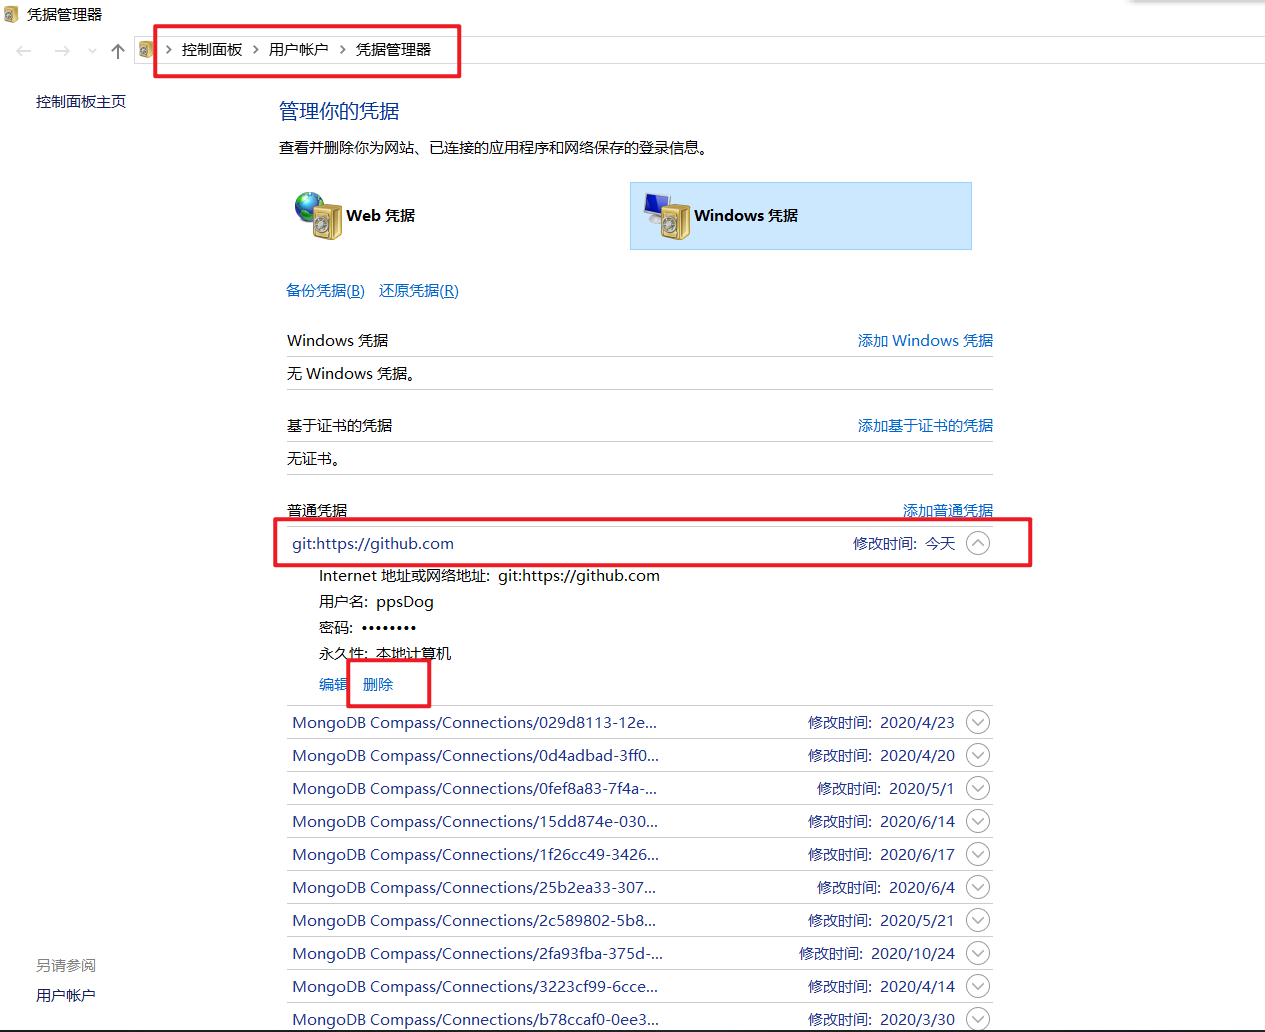 凭据管理器
控制面板 用户帐户 凭据管理器
控制面板主页
管理你的凭据
查看并删除你为网站、已连接的应用程序和网络保存的登录信息。
Web 凭据
Windows 凭据
备份凭据(B) 还原凭据(R)
Windows 凭据 添加 Windows 凭据
无 Windows 凭据。
基于证书的凭据 添加基于证书的凭据
无证书。
普通凭据 添加普通凭据
git:https://github.com 修改时间: 今天
Internet 地址或网络地址: git:https://github.com
用户名: ppsDog
密码: ••••••••
永久性: 本地计算机
编辑 删除
MongoDB Compass/Connections/029d8113-12e... 修改时间: 2020/4/23
MongoDB Compass/Connections/0d4adbad-3ff0... 修改时间: 2020/4/20
MongoDB Compass/Connections/0fef8a83-7f4a-... 修改时间: 2020/5/1
MongoDB Compass/Connections/15dd874e-030... 修改时间: 2020/6/14
MongoDB Compass/Connections/1f26cc49-3426... 修改时间: 2020/6/17
MongoDB Compass/Connections/25b2ea33-307... 修改时间: 2020/6/4
MongoDB Compass/Connections/2c589802-5b8... 修改时间: 2020/5/21
MongoDB Compass/Connections/2fa93fba-375d-... 修改时间: 2020/10/24
MongoDB Compass/Connections/3223cf99-6cce... 修改时间: 2020/4/14
MongoDB Compass/Connections/b78ccaf0-0ee3... 修改时间: 2020/3/30
另请参阅
用户帐户